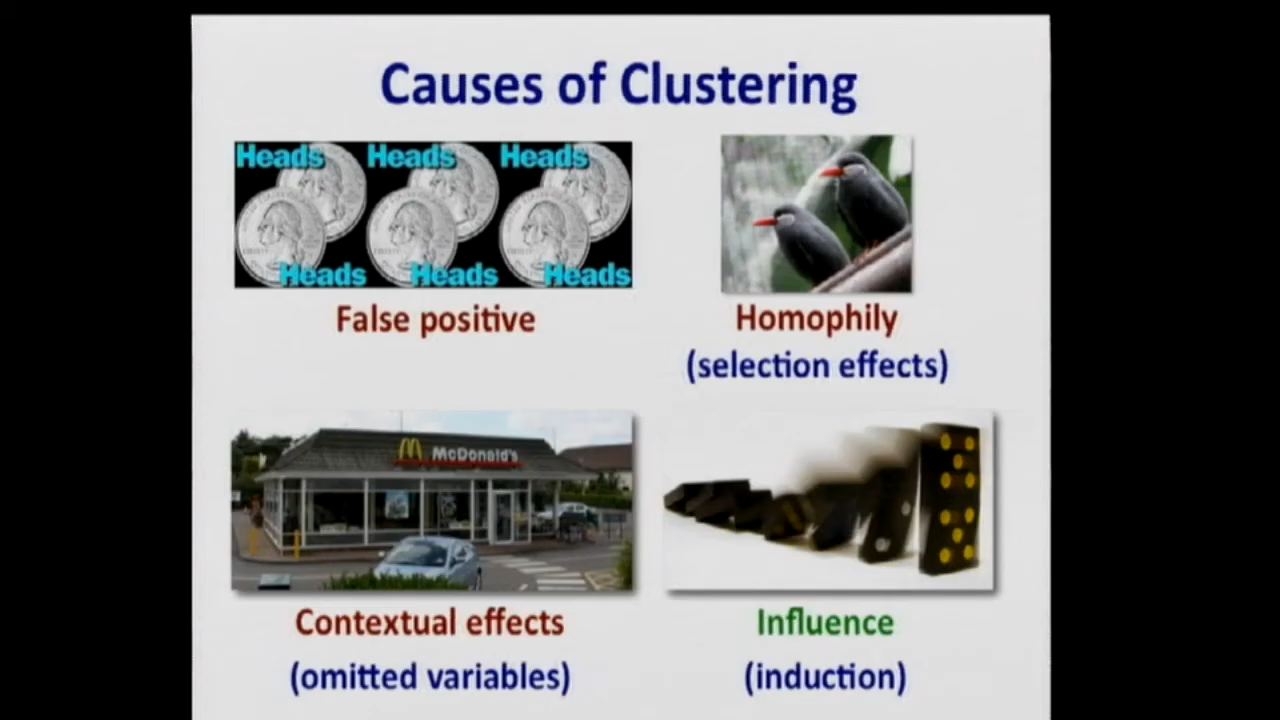 Causes of Clustering
Heads Heads Heads
Heads Heads Heads
False positive
Homophily
(selection effects)
McDonald's
Contextual effects
(omitted variables)
Influence
(induction)